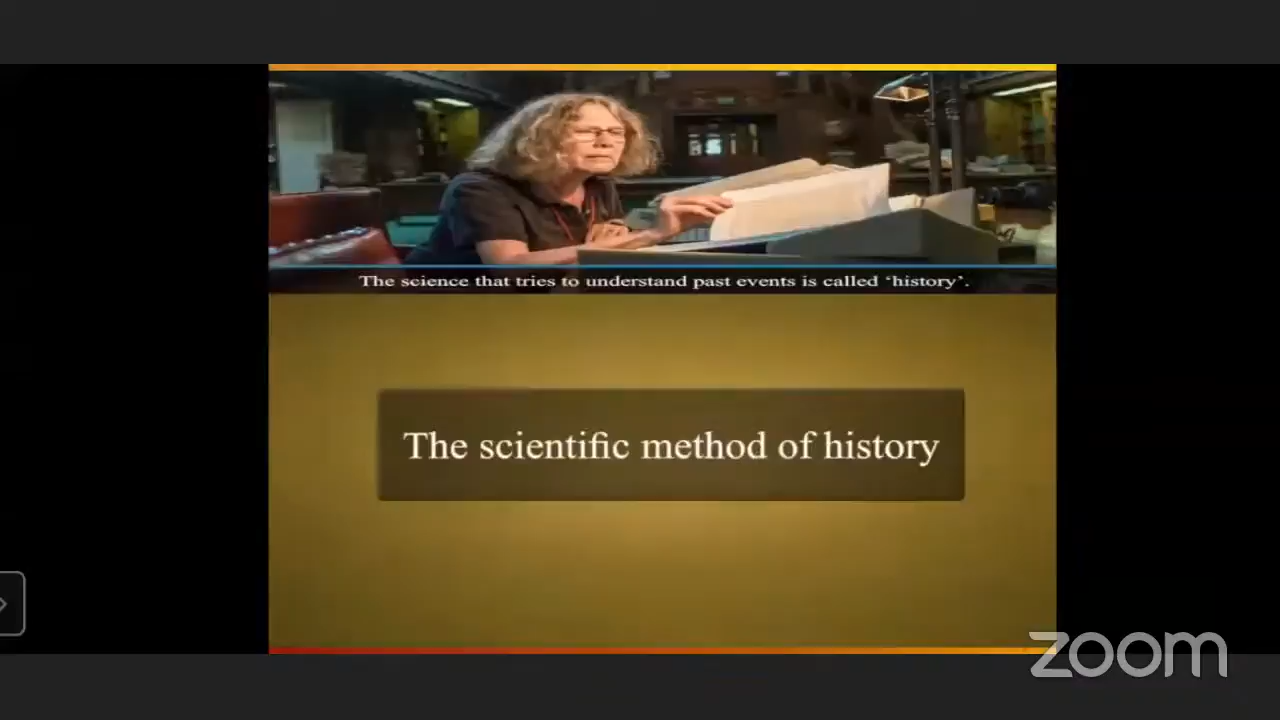 The science that tries to understand past events is called ‘history’.
The scientific method of history
zoom